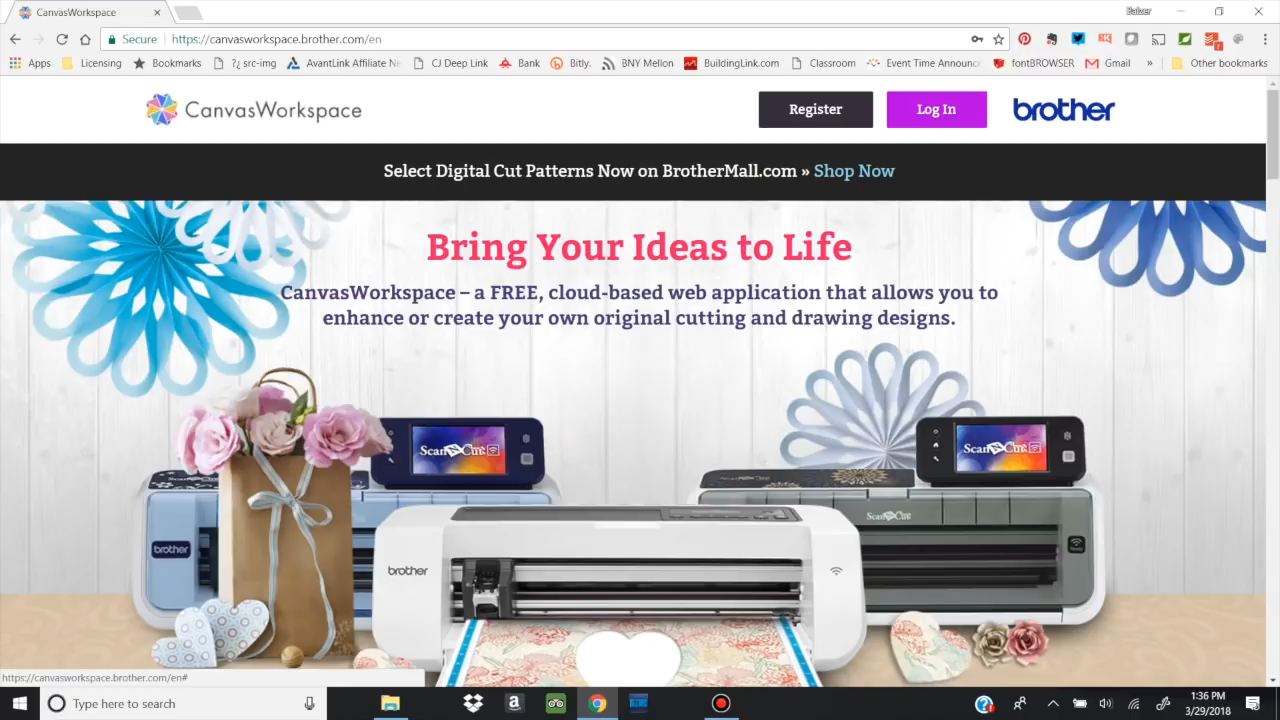 CanvasWorkspace
Baker
Secure https://canvasworkspace.brother.com/en
Apps Licensing Bookmarks ?¿ src-img AvantLink Affiliate Ne CJ Deep Link Bank Bitly. BNY Mellon BuildingLink.com Classroom Event Time Announc fontBROWSER Gmail » Other bookmarks
CanvasWorkspace Register Log In brother
Select Digital Cut Patterns Now on BrotherMall.com » Shop Now
Bring Your Ideas to Life
CanvasWorkspace – a FREE, cloud-based web application that allows you to
enhance or create your own original cutting and drawing designs.
ScanNCut
ScanNCut
ScanNCut
brother
brother
https://canvasworkspace.brother.com/en#
Type here to search
1:36 PM
3/29/2018